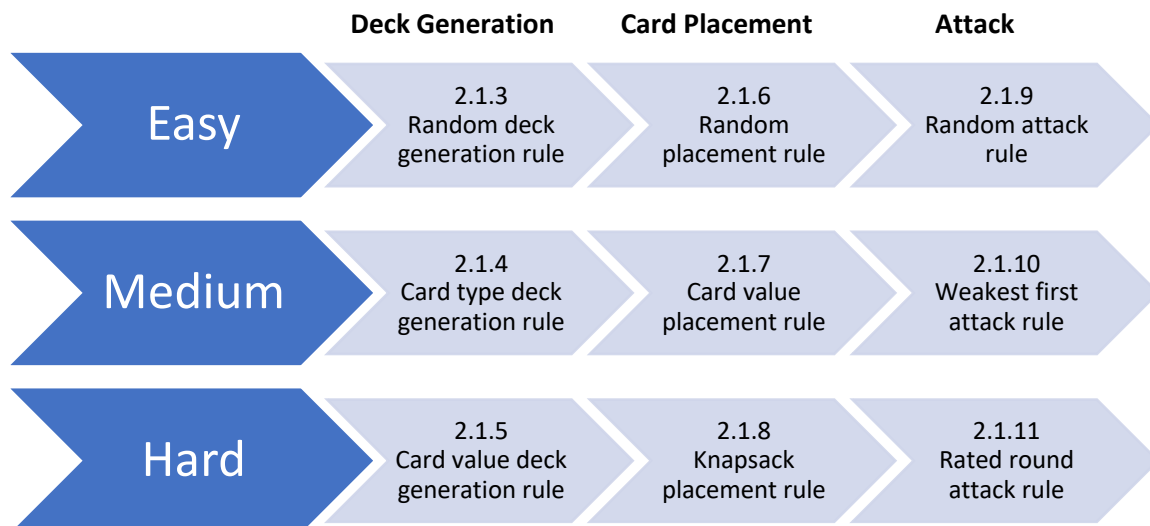 Deck Generation
Card Placement
Attack
Easy
2.1.3
Random deck
generation rule
2.1.6
Random
placement rule
2.1.9
Random attack
rule
Medium
2.1.4
Card type deck
generation rule
2.1.7
Card value
placement rule
2.1.10
Weakest first
attack rule
Hard
2.1.5
Card value deck
generation rule
2.1.8
Knapsack
placement rule
2.1.11
Rated round
attack rule